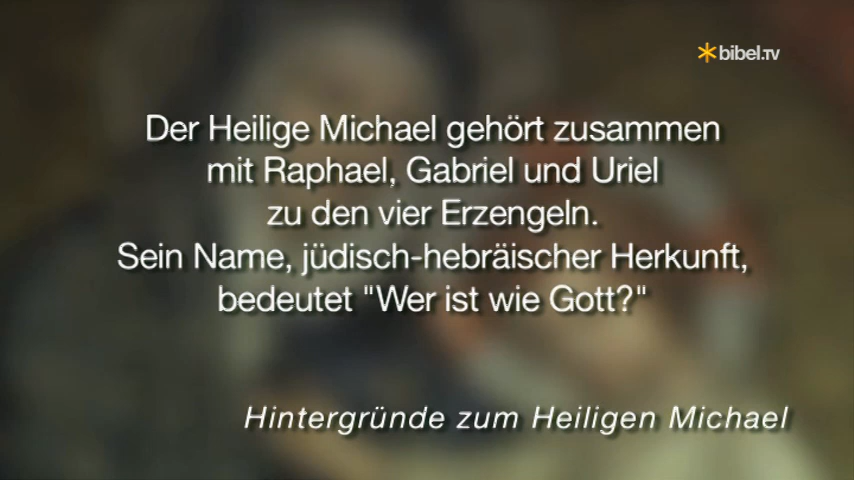 bibel.TV
Der Heilige Michael gehört zusammen
mit Raphael, Gabriel und Uriel
zu den vier Erzengeln.
Sein Name, jüdisch-hebräischer Herkunft,
bedeutet "Wer ist wie Gott?"
Hintergründe zum Heiligen Michael